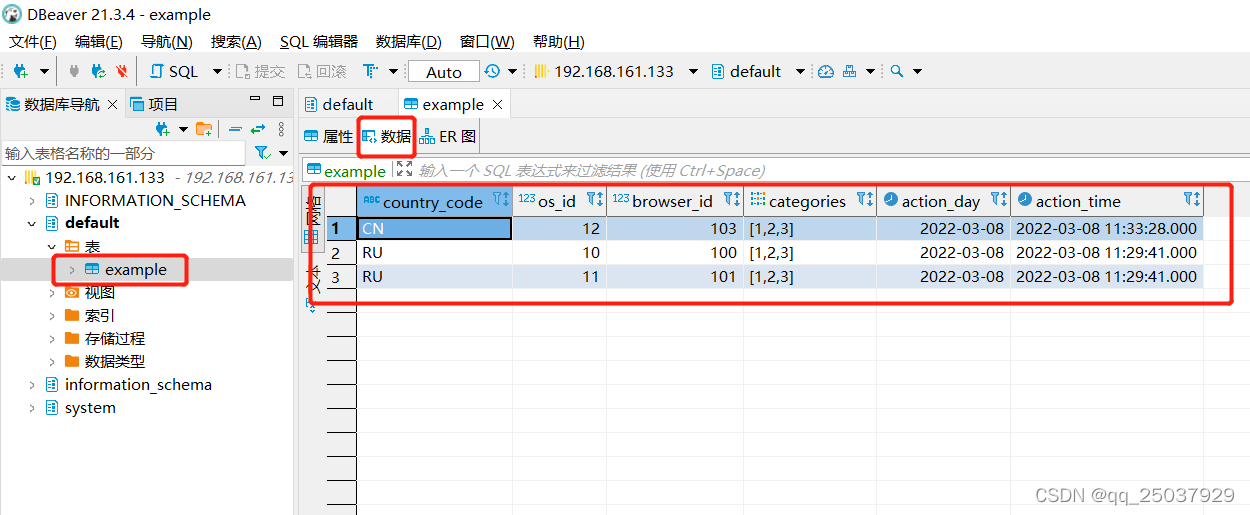 DBeaver 21.3.4 - example
文件(F) 编辑(E) 导航(N) 搜索(A) SQL 编辑器 数据库(D) 窗口(W) 帮助(H)
SQL 提交 回滚 Auto 192.168.161.133 default
数据库导航 项目
输入表格名称的一部分
192.168.161.133 - 192.168.161.13
INFORMATION_SCHEMA
default
表
example
视图
索引
存储过程
数据类型
information_schema
system
default example
属性 数据 ER 图
example 输入一个 SQL 表达式来过滤结果 (使用 Ctrl+Space)
ABC country_code 123 os_id 123 browser_id categories action_day action_time
1 CN 12 103 [1,2,3] 2022-03-08 2022-03-08 11:33:28.000
2 RU 10 100 [1,2,3] 2022-03-08 2022-03-08 11:29:41.000
3 RU 11 101 [1,2,3] 2022-03-08 2022-03-08 11:29:41.000
CSDN @qq_25037929